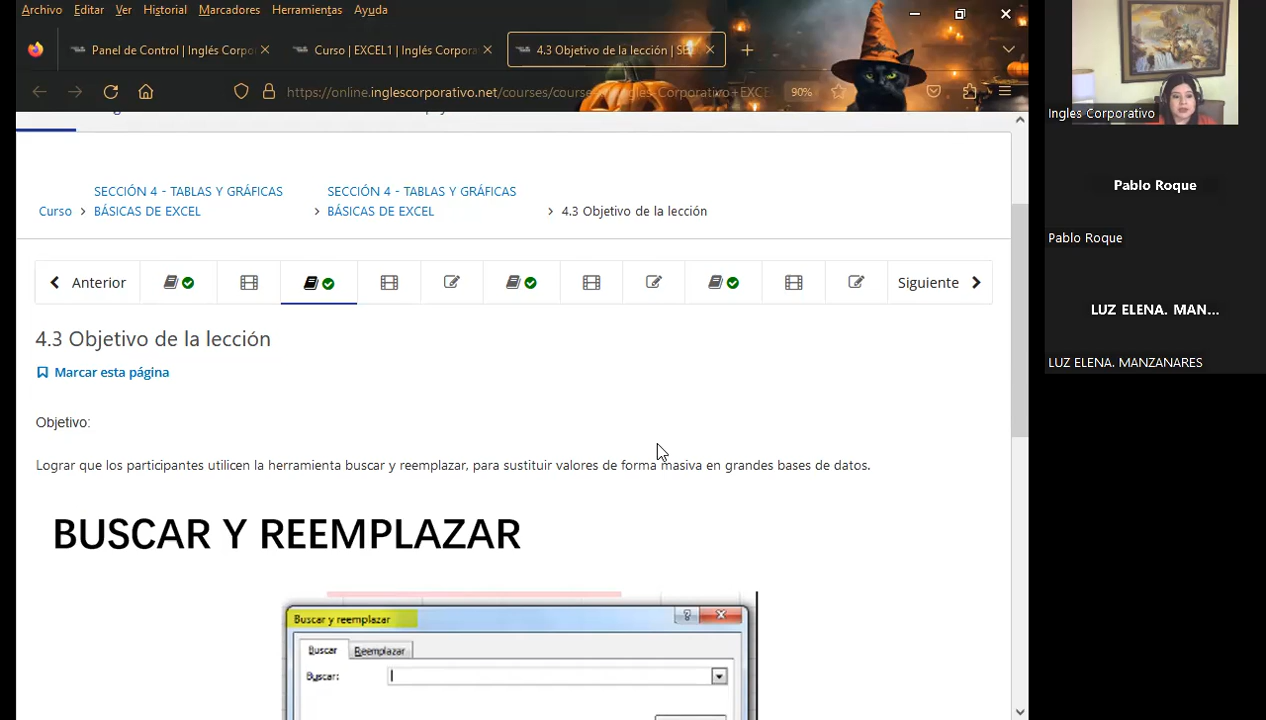 Archivo Editar Ver Historial Marcadores Herramientas Ayuda
Panel de Control | Inglés Corpo
Curso | EXCEL1 | Inglés Corpora
4.3 Objetivo de la lección | SE
https://online.inglescorporativo.net/courses/course
90%
Curso
SECCIÓN 4 - TABLAS Y GRÁFICAS
BÁSICAS DE EXCEL
SECCIÓN 4 - TABLAS Y GRÁFICAS
BÁSICAS DE EXCEL
4.3 Objetivo de la lección
Anterior
Siguiente
4.3 Objetivo de la lección
Marcar esta página
Objetivo:
Lograr que los participantes utilicen la herramienta buscar y reemplazar, para sustituir valores de forma masiva en grandes bases de datos.
BUSCAR Y REEMPLAZAR
Buscar y reemplazar
Buscar Reemplazar
Buscar:
Ingles Corporativo
Pablo Roque
Pablo Roque
LUZ ELENA. MAN...
LUZ ELENA. MANZANARES